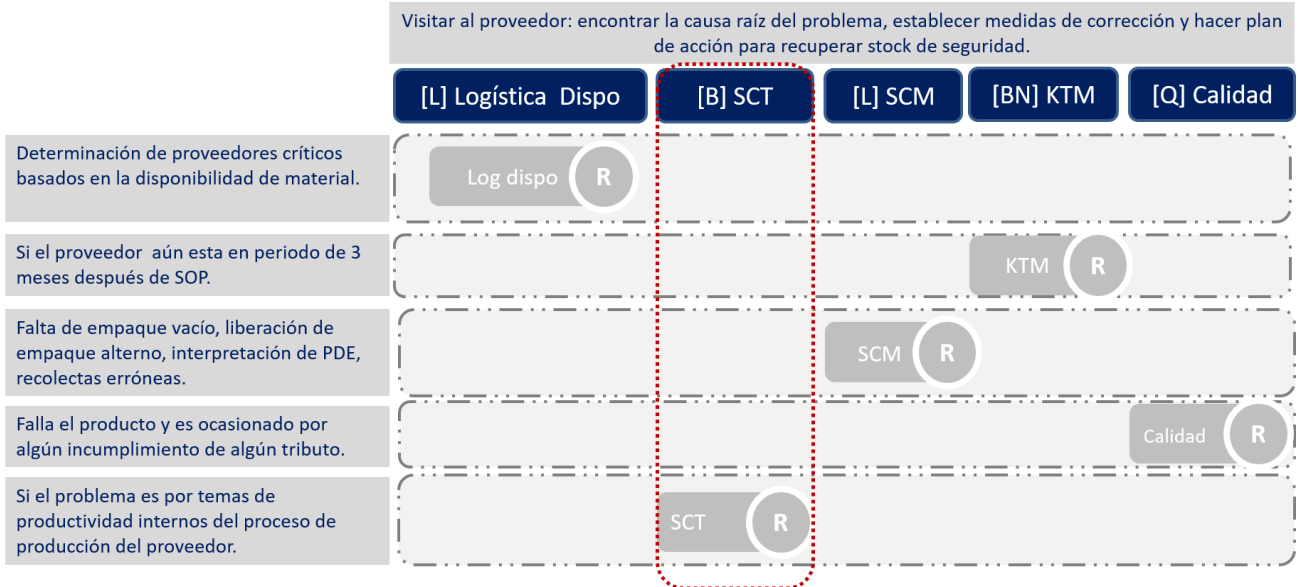 Visitar al proveedor: encontrar la causa raíz del problema, establecer medidas de corrección y hacer plan
de acción para recuperar stock de seguridad.
[L] Logística Dispo
[B] SCT
[L] SCM
[BN] KTM
[Q] Calidad
Determinación de proveedores críticos
basados en la disponibilidad de material.
Log dispo
R
Si el proveedor aún esta en periodo de 3
meses después de SOP.
KTM
R
Falta de empaque vacío, liberación de
empaque alterno, interpretación de PDE,
recolectas erróneas.
SCM
R
Falla el producto y es ocasionado por
algún incumplimiento de algún tributo.
Calidad
R
Si el problema es por temas de
productividad internos del proceso de
producción del proveedor.
SCT
R